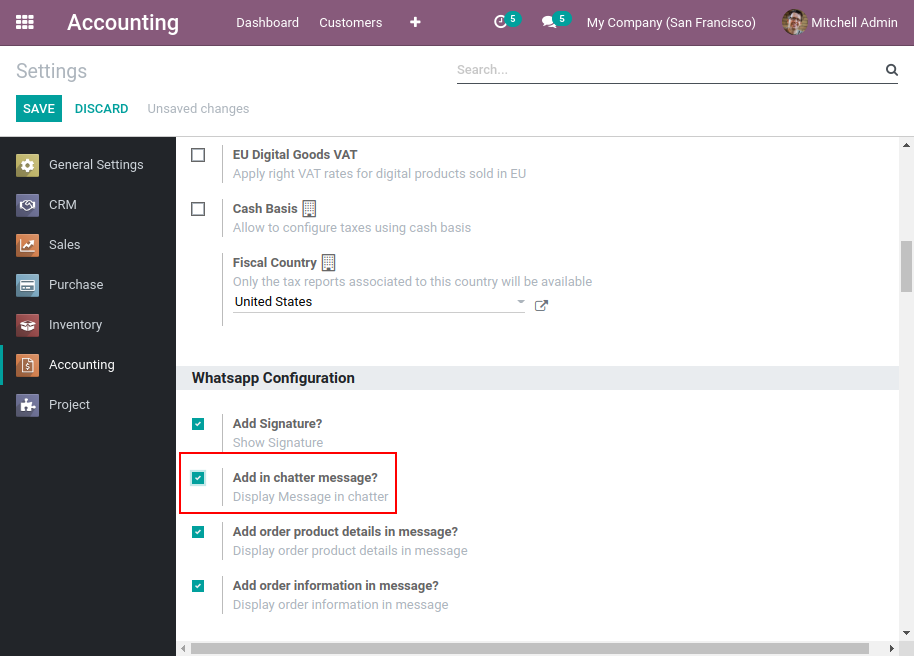 Accounting
Dashboard
Customers
5
5
My Company (San Francisco)
Mitchell Admin
Settings
Search...
SAVE
DISCARD
Unsaved changes
General Settings
CRM
Sales
Purchase
Inventory
Accounting
Project
EU Digital Goods VAT
Apply right VAT rates for digital products sold in EU
Cash Basis
Allow to configure taxes using cash basis
Fiscal Country
Only the tax reports associated to this country will be available
United States
Whatsapp Configuration
Add Signature?
Show Signature
Add in chatter message?
Display Message in chatter
Add order product details in message?
Display order product details in message
Add order information in message?
Display order information in message